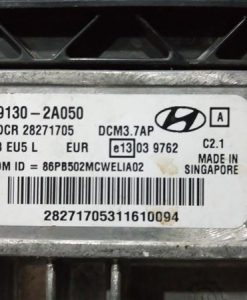 9130-2A050
DCR 28271705 DCM3.7AP A
EU5 L EUR e13 03 9762 C2.1
OM ID = 86PB502MCWELIA02 MADE IN
SINGAPORE
28271705311610094